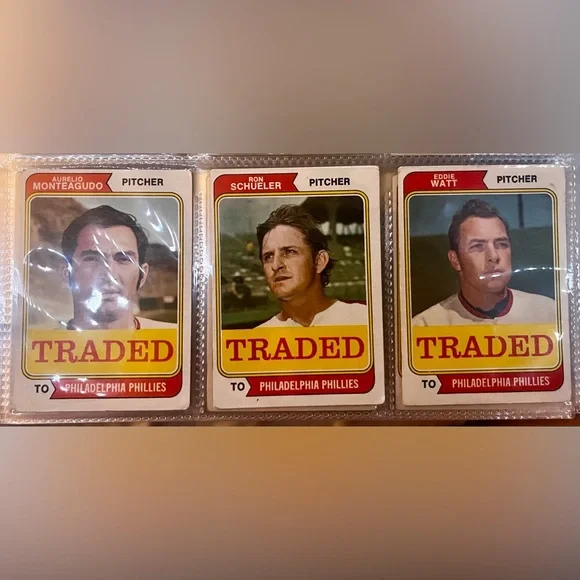 AURELIO
MONTEAGUDO
PITCHER
TRADED
TO PHILADELPHIA PHILLIES
RON
SCHUELER
PITCHER
TRADED
TO PHILADELPHIA PHILLIES
EDDIE
WATT
PITCHER
TRADED
TO PHILADELPHIA PHILLIES